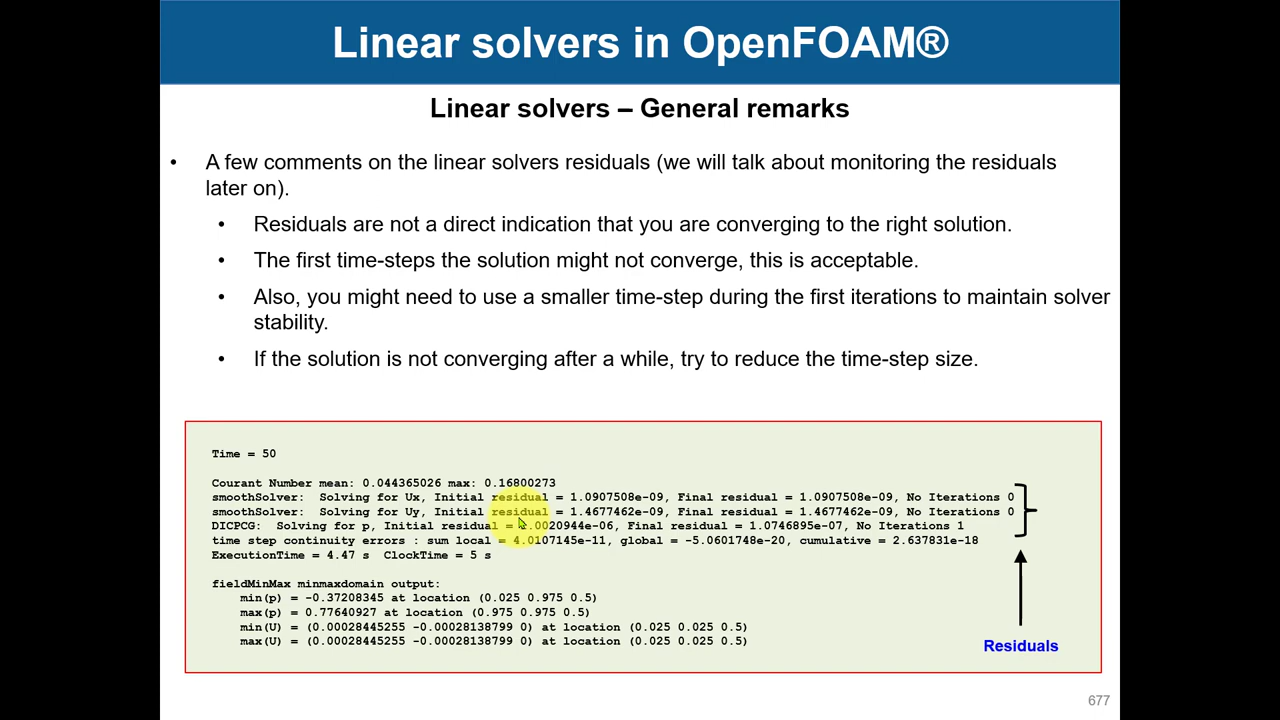 Linear solvers in OpenFOAM®
Linear solvers – General remarks
• A few comments on the linear solvers residuals (we will talk about monitoring the residuals
later on).
• Residuals are not a direct indication that you are converging to the right solution.
• The first time-steps the solution might not converge, this is acceptable.
• Also, you might need to use a smaller time-step during the first iterations to maintain solver
stability.
• If the solution is not converging after a while, try to reduce the time-step size.
Time = 50
Courant Number mean: 0.044365026 max: 0.16800273
smoothSolver: Solving for Ux, Initial residual = 1.0907508e-09, Final residual = 1.0907508e-09, No Iterations 0
smoothSolver: Solving for Uy, Initial residual = 1.4677462e-09, Final residual = 1.4677462e-09, No Iterations 0
DICPCG: Solving for p, Initial residual = .0020944e-06, Final residual = 1.0746895e-07, No Iterations 1
time step continuity errors : sum local = 4.0107145e-11, global = -5.0601748e-20, cumulative = 2.637831e-18
ExecutionTime = 4.47 s ClockTime = 5 s
fieldMinMax minmaxdomain output:
min(p) = -0.37208345 at location (0.025 0.975 0.5)
max(p) = 0.77640927 at location (0.975 0.975 0.5)
min(U) = (0.00028445255 -0.00028138799 0) at location (0.025 0.025 0.5)
max(U) = (0.00028445255 -0.00028138799 0) at location (0.025 0.025 0.5)
Residuals
677